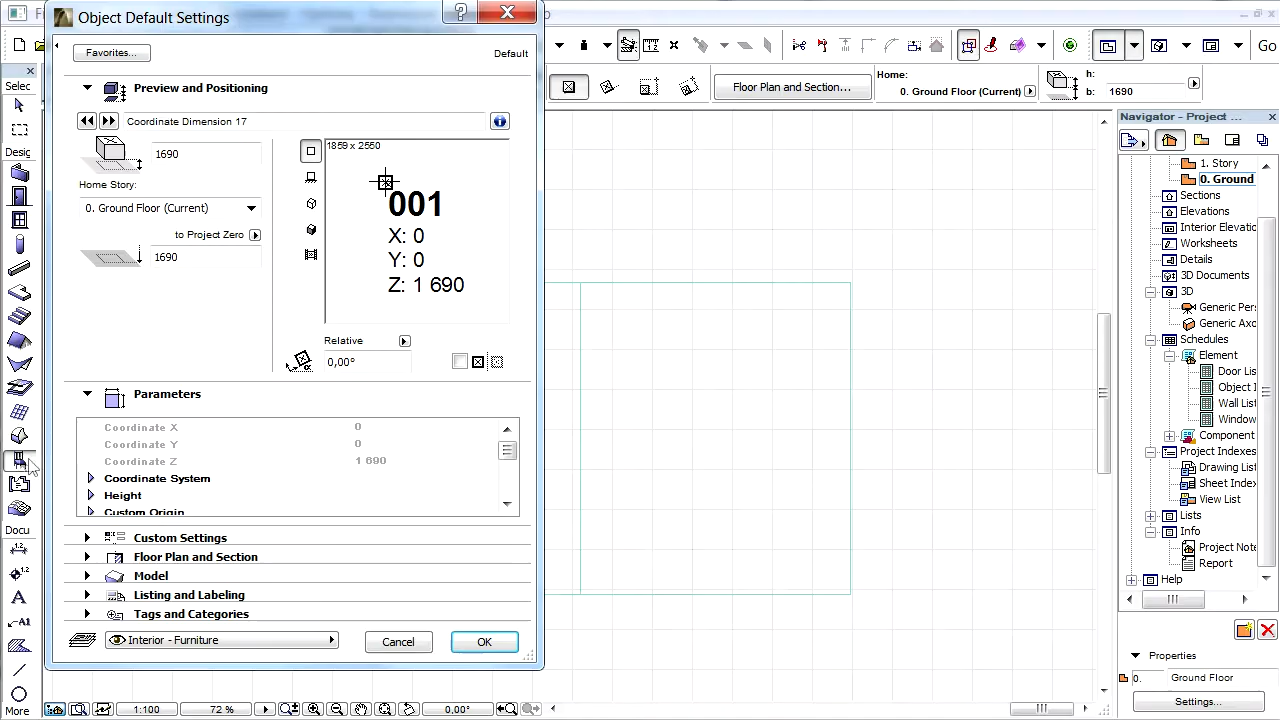 Object Default Settings
Favorites...
Default
Preview and Positioning
Coordinate Dimension 17
1690
Home Story:
0. Ground Floor (Current)
to Project Zero
1690
1859 x 2550
001
X: 0
Y: 0
Z: 1 690
Relative
0,00°
Parameters
Coordinate X 0
Coordinate Y 0
Coordinate Z 1 690
Coordinate System
Height
Custom Origin
Custom Settings
Floor Plan and Section
Model
Listing and Labeling
Tags and Categories
Interior - Furniture
Cancel
OK
Selec
Desig
Docu
More
Go
Floor Plan and Section...
Home:
0. Ground Floor (Current)
h:
b: 1690
Navigator - Project ...
1. Story
0. Ground
Sections
Elevations
Interior Elevatio
Worksheets
Details
3D Documents
3D
Generic Pers
Generic Axo
Schedules
Element
Door Lis
Object I
Wall List
Window
Component
Project Indexes
Drawing List
Sheet Index
View List
Lists
Info
Project Note
Report
Help
Properties
0. Ground Floor
Settings...
1:100
72 %
0,00°